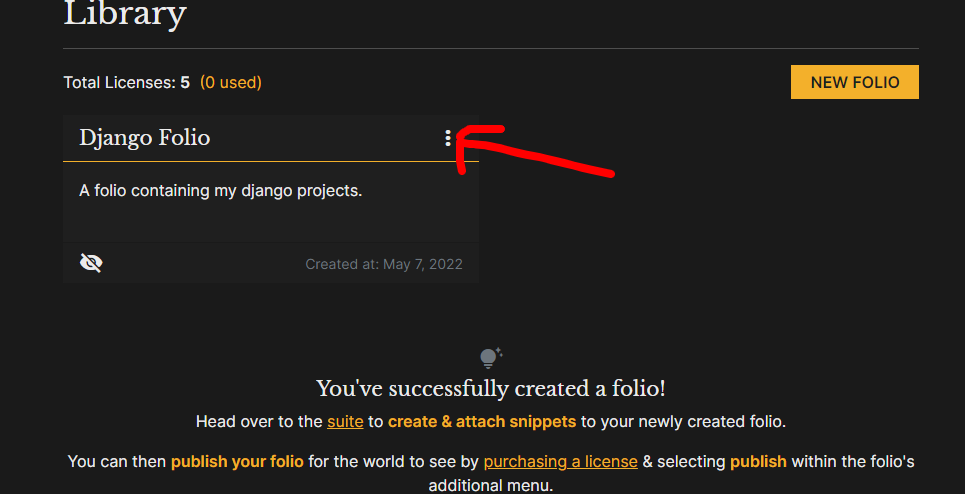 Library
Total Licenses: 5 (0 used)
NEW FOLIO
Django Folio
A folio containing my django projects.
Created at: May 7, 2022
You've successfully created a folio!
Head over to the suite to create & attach snippets to your newly created folio.
You can then publish your folio for the world to see by purchasing a license & selecting publish within the folio's
additional menu.